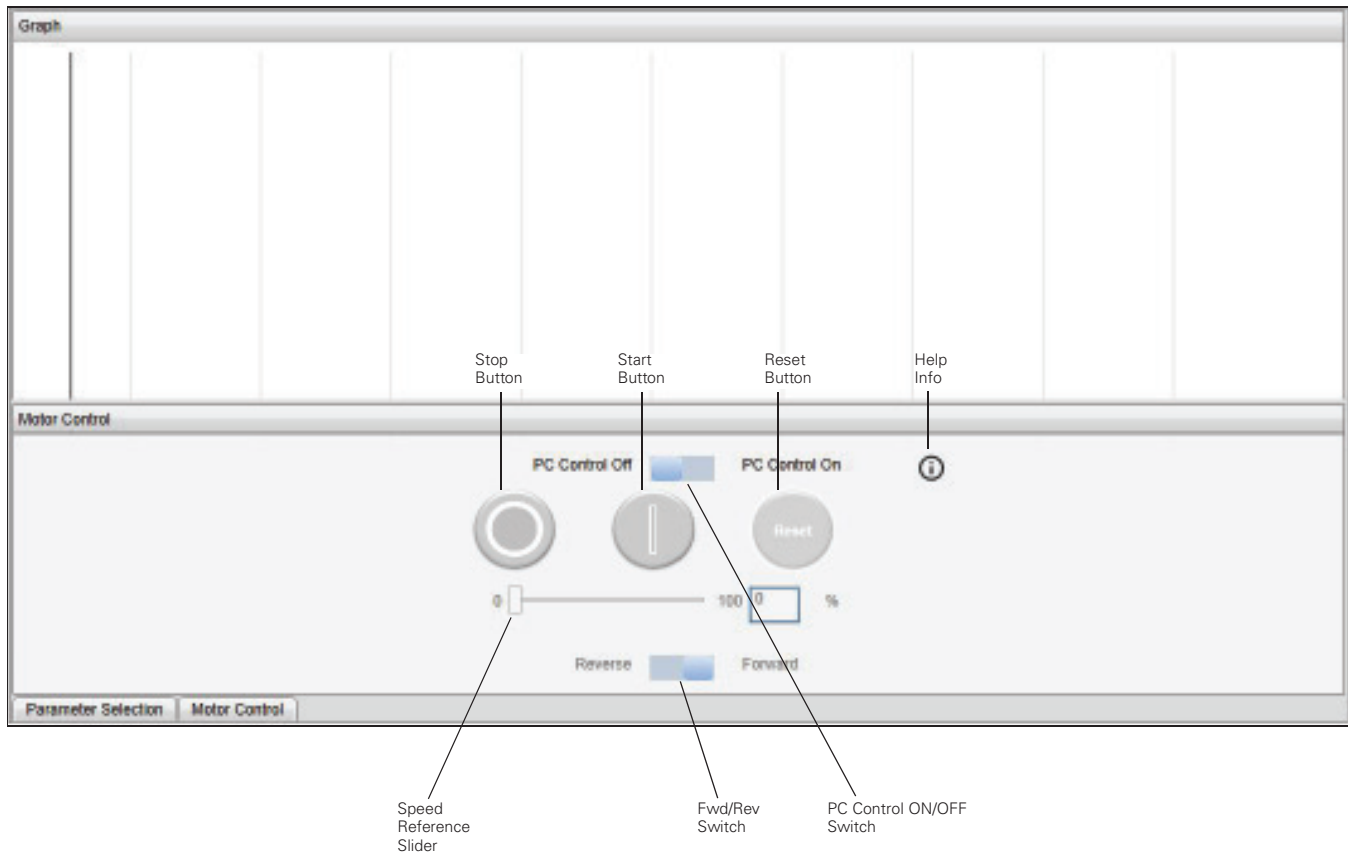 Graph
Stop
Button
Start
Button
Reset
Button
Help
Info
Motor Control
PC Control Off
PC Control On
Reset
0
100
0
%
Reverse
Forward
Parameter Selection
Motor Control
Speed
Reference
Slider
Fwd/Rev
Switch
PC Control ON/OFF
Switch